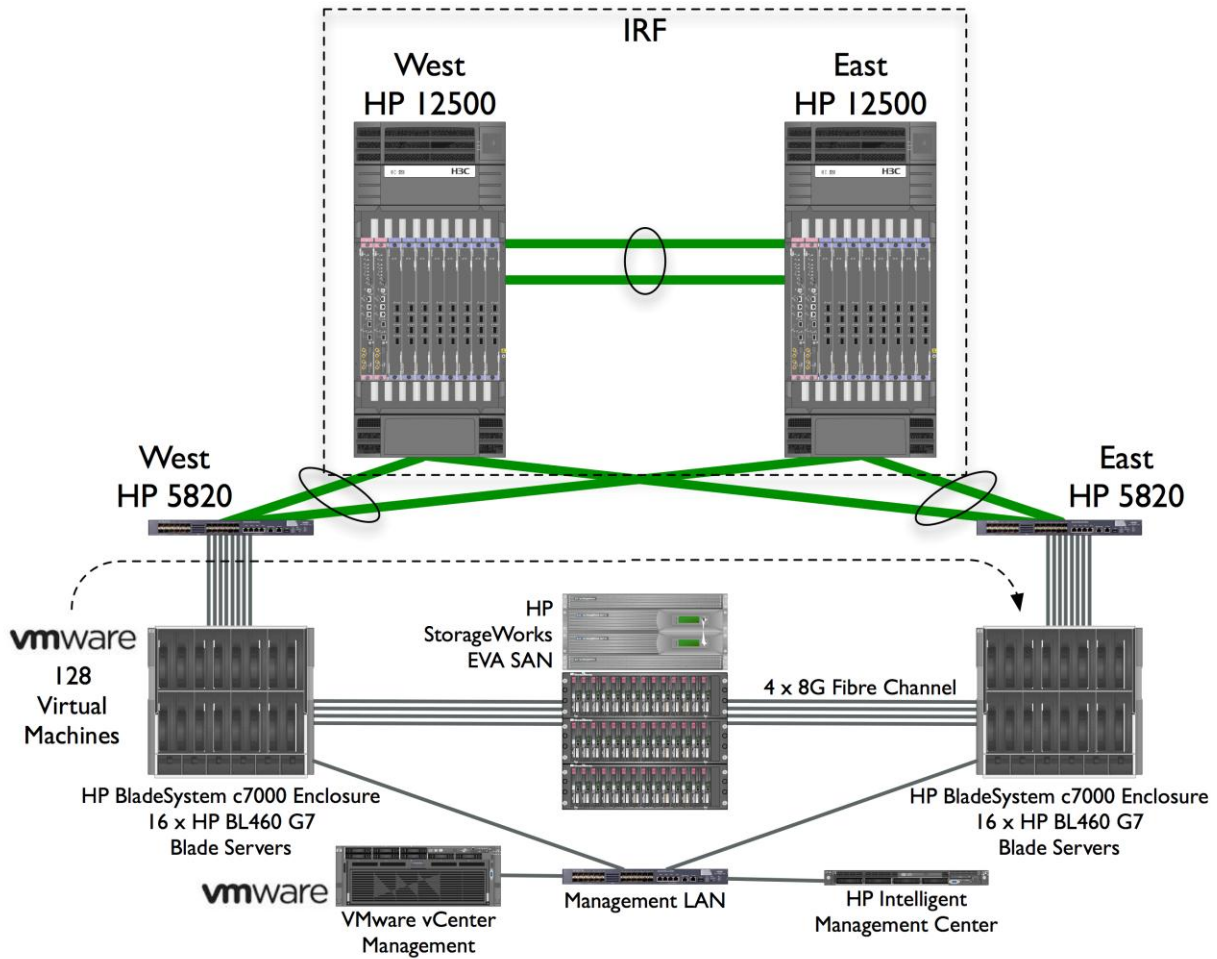 IRF
West
HP 12500
East
HP 12500
H3C
H3C
West
HP 5820
East
HP 5820
vmware
128
Virtual
Machines
HP
StorageWorks
EVA SAN
4 x 8G Fibre Channel
HP BladeSystem c7000 Enclosure
16 x HP BL460 G7
Blade Servers
HP BladeSystem c7000 Enclosure
16 x HP BL460 G7
Blade Servers
vmware
VMware vCenter
Management
Management LAN
HP Intelligent
Management Center